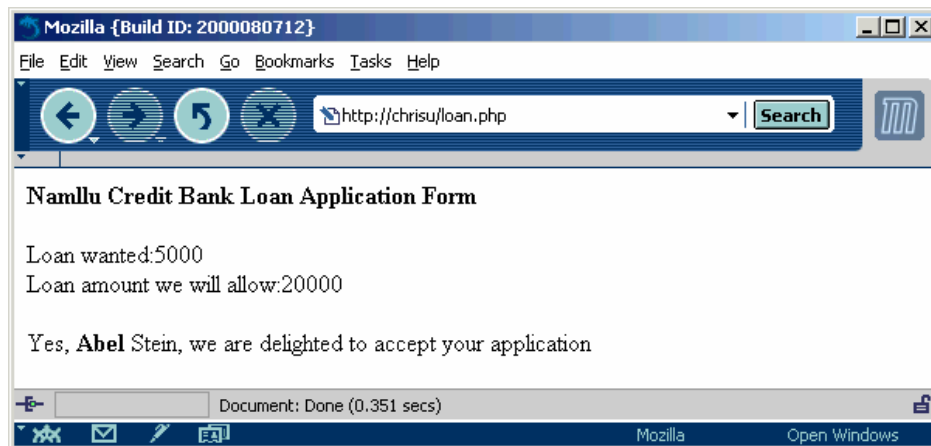 Mozilla {Build ID: 2000080712}
File Edit View Search Go Bookmarks Tasks Help
http://chrisu/loan.php Search
Namllu Credit Bank Loan Application Form
Loan wanted:5000
Loan amount we will allow:20000
Yes, Abel Stein, we are delighted to accept your application
Document: Done (0.351 secs)
Mozilla Open Windows